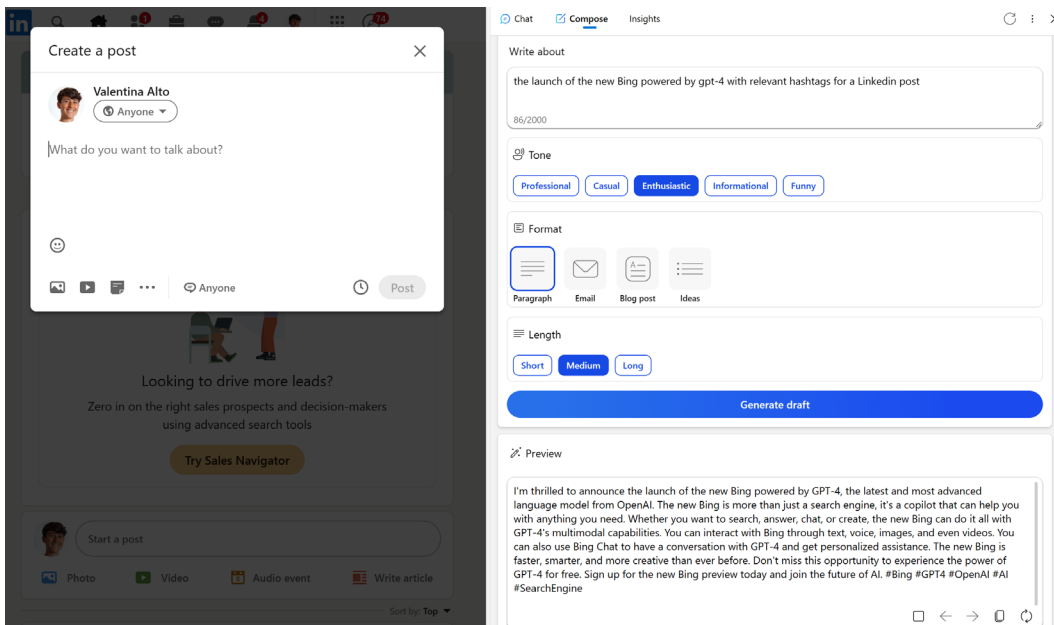 in
1
4
74
Create a post
Valentina Alto
Anyone
What do you want to talk about?
Anyone
Post
Looking to drive more leads?
Zero in on the right sales prospects and decision-makers
using advanced search tools
Try Sales Navigator
Start a post
Photo
Video
Audio event
Write article
Sort by: Top
Chat
Compose
Insights
Write about
the launch of the new Bing powered by gpt-4 with relevant hashtags for a Linkedin post
86/2000
Tone
Professional
Casual
Enthusiastic
Informational
Funny
Format
Paragraph
Email
Blog post
Ideas
Length
Short
Medium
Long
Generate draft
Preview
I'm thrilled to announce the launch of the new Bing powered by GPT-4, the latest and most advanced
language model from OpenAI. The new Bing is more than just a search engine, it's a copilot that can help you
with anything you need. Whether you want to search, answer, chat, or create, the new Bing can do it all with
GPT-4's multimodal capabilities. You can interact with Bing through text, voice, images, and even videos. You
can also use Bing Chat to have a conversation with GPT-4 and get personalized assistance. The new Bing is
faster, smarter, and more creative than ever before. Don't miss this opportunity to experience the power of
GPT-4 for free. Sign up for the new Bing preview today and join the future of AI. #Bing #GPT4 #OpenAI #AI
#SearchEngine